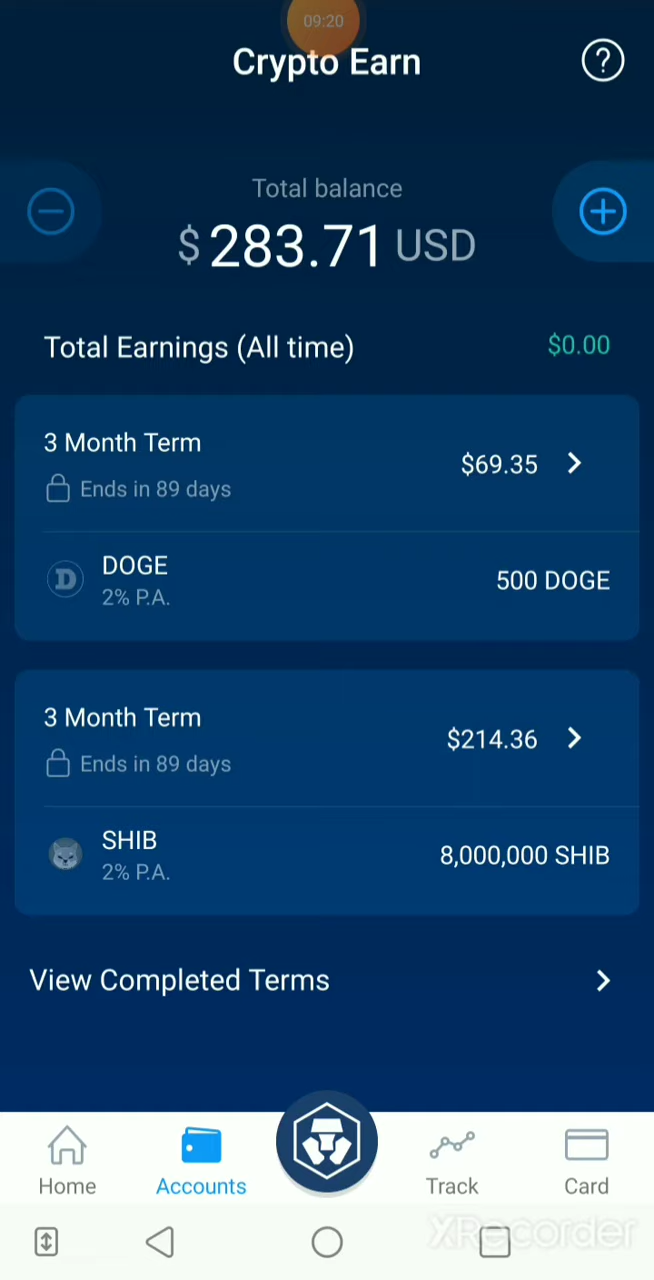 09:20
Crypto Earn
?
Total balance
$283.71 USD
Total Earnings (All time) $0.00
3 Month Term
$69.35
Ends in 89 days
DOGE
500 DOGE
2% P.A.
3 Month Term
$214.36
Ends in 89 days
SHIB
8,000,000 SHIB
2% P.A.
View Completed Terms
Home Accounts Track Card
XRecorder